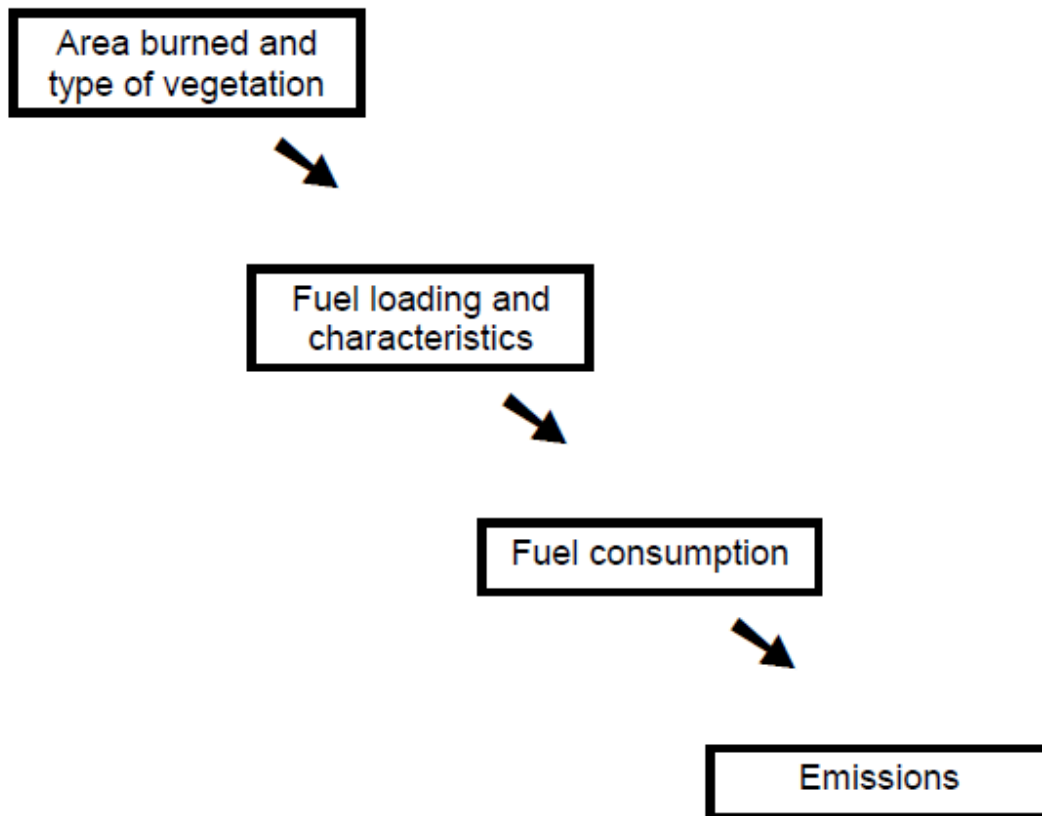 Area burned and
type of vegetation
Fuel loading and
characteristics
Fuel consumption
Emissions